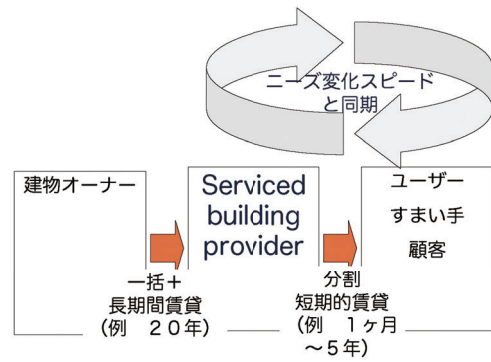 ニーズ変化スピード
と同期
建物オーナー
Serviced
building
provider
ユーザー
すまい手
顧客
一括＋
長期間賃貸
(例　２０年)
分割
短期的賃貸
(例　１ヶ月
～５年)